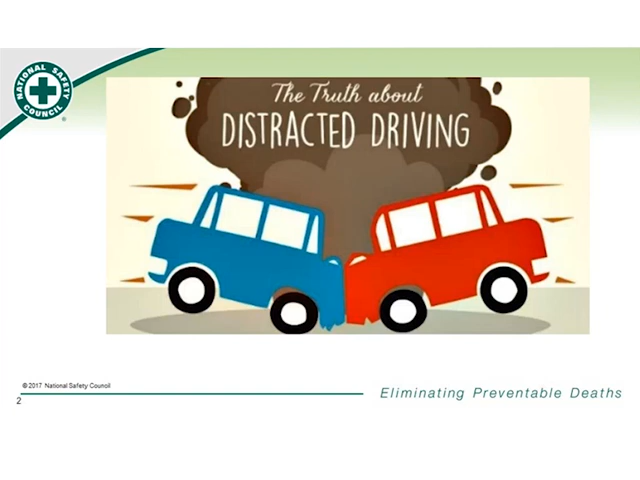 NATIONAL SAFETY COUNCIL
®
The Truth about
DISTRACTED DRIVING
© 2017 National Safety Council
Eliminating Preventable Deaths
2